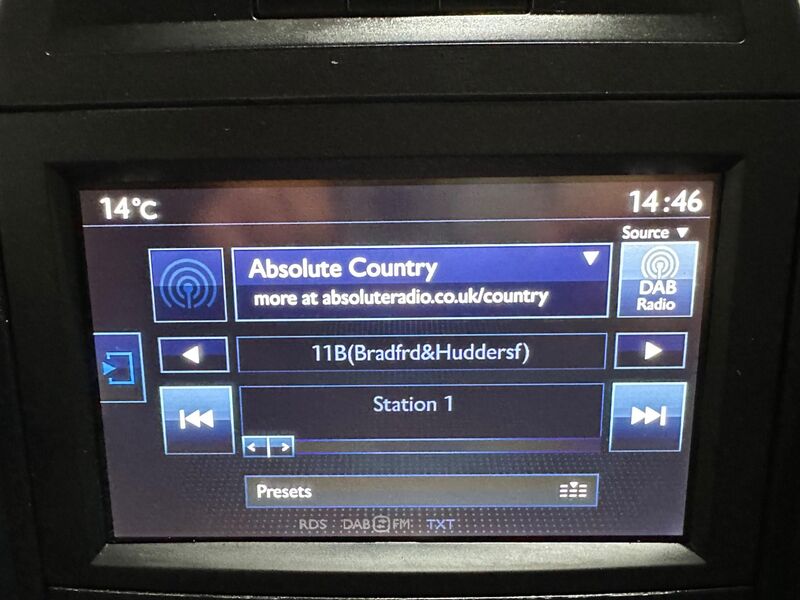 14°C
14:46
Source
Absolute Country
more at absoluteradio.co.uk/country
DAB
Radio
11B(Bradfrd&Huddersf)
Station 1
Presets
RDS DAB FM TXT